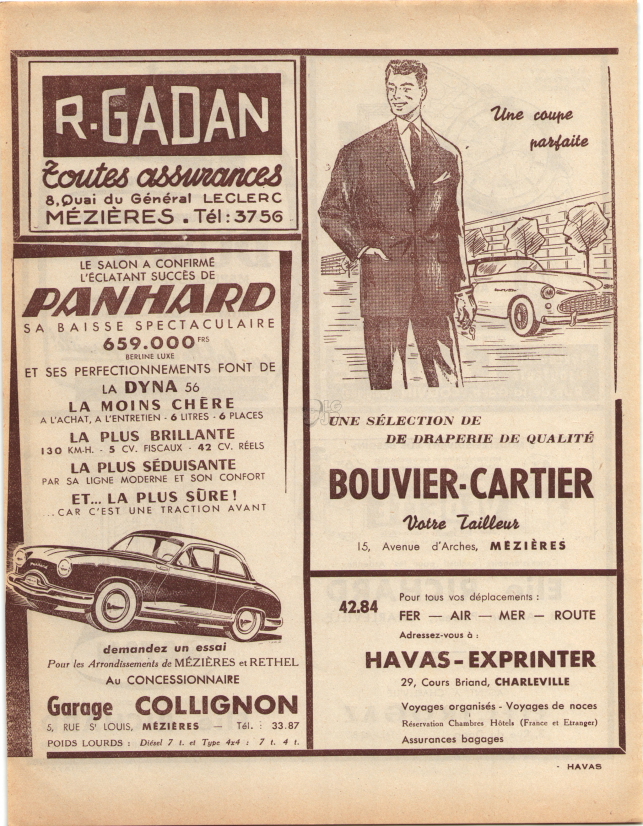 R. GADAN
Toutes assurances
8, Quai du Général LECLERC
MÉZIÈRES . Tél : 37 56
LE SALON A CONFIRMÉ
L'ÉCLATANT SUCCÈS DE
PANHARD
SA BAISSE SPECTACULAIRE
659.000 FRS
BERLINE LUXE
ET SES PERFECTIONNEMENTS FONT DE
LA DYNA 56
LA MOINS CHÈRE
A L'ACHAT, A L'ENTRETIEN - 6 LITRES - 6 PLACES
LA PLUS BRILLANTE
130 KM-H. - 5 CV. FISCAUX - 42 CV. RÉELS
LA PLUS SÉDUISANTE
PAR SA LIGNE MODERNE ET SON CONFORT
ET... LA PLUS SÛRE !
...CAR C'EST UNE TRACTION AVANT
demandez un essai
Pour les Arrondissements de MÉZIÈRES et RETHEL
AU CONCESSIONNAIRE
Garage COLLIGNON
5, RUE St LOUIS, MÉZIÈRES — Tél. : 33.87
POIDS LOURDS : Diésel 7 t. et Type 4x4 : 7 t. 4 t.
Une coupe
parfaite
UNE SÉLECTION DE
DE DRAPERIE DE QUALITÉ
BOUVIER-CARTIER
Votre Tailleur
15, Avenue d'Arches, MÉZIÈRES
42.84
Pour tous vos déplacements :
FER — AIR — MER — ROUTE
Adressez-vous à :
HAVAS-EXPRINTER
29, Cours Briand, CHARLEVILLE
Voyages organisés - Voyages de noces
Réservation Chambres Hôtels (France et Etranger)
Assurances bagages
- HAVAS